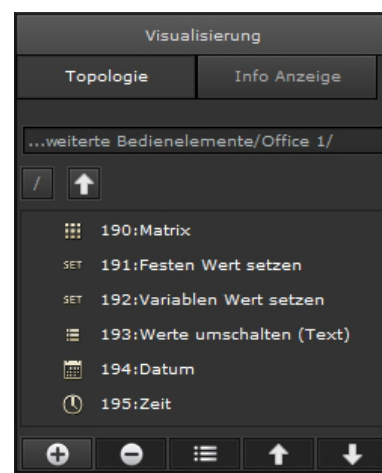 Visualisierung
Topologie Info Anzeige
...weiterte Bedienelemente/Office 1/
/
190:Matrix
SET 191:Festen Wert setzen
SET 192:Variablen Wert setzen
193:Werte umschalten (Text)
194:Datum
195:Zeit